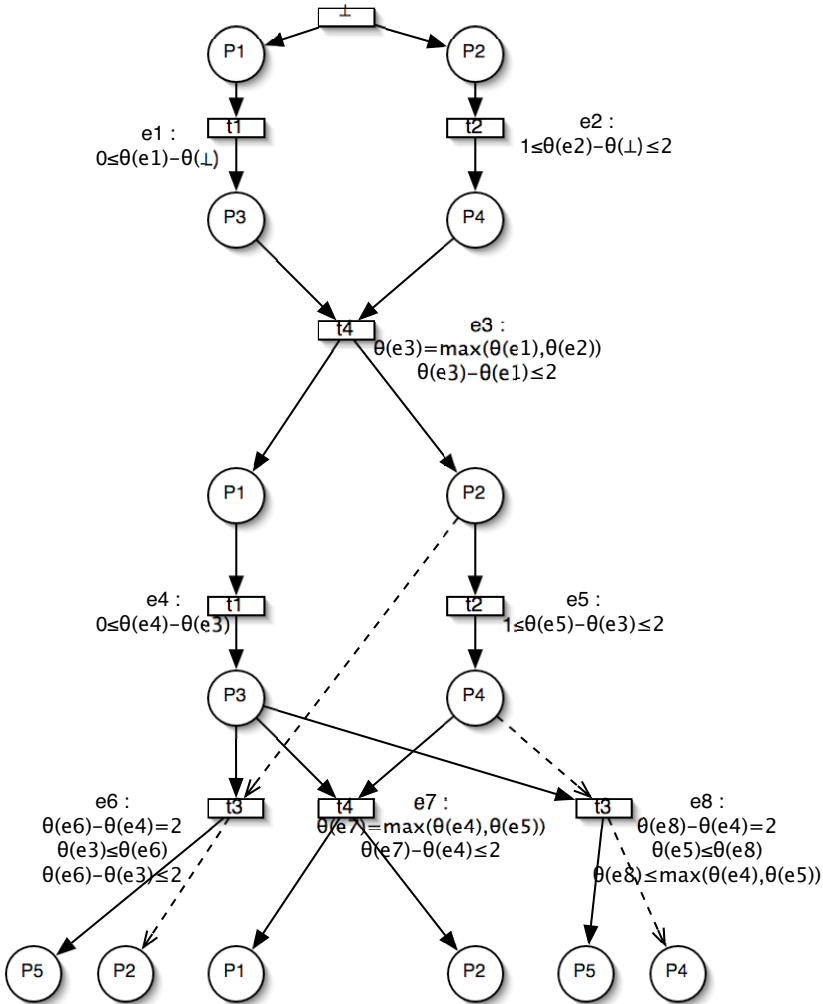 ⊥
P1
P2
e1 :
0≤θ(e1)−θ(⊥)
t1
t2
e2 :
1≤θ(e2)−θ(⊥)≤2
P3
P4
t4
e3 :
θ(e3)=max(θ(e1),θ(e2))
θ(e3)−θ(e1)≤2
P1
P2
e4 :
0≤θ(e4)−θ(e3)
t1
t2
e5 :
1≤θ(e5)−θ(e3)≤2
P3
P4
e6 :
θ(e6)−θ(e4)=2
θ(e3)≤θ(e6)
θ(e6)−θ(e3)≤2
t3
t4
e7 :
θ(e7)=max(θ(e4),θ(e5))
θ(e7)−θ(e4)≤2
t3
e8 :
θ(e8)−θ(e4)=2
θ(e5)≤θ(e8)
θ(e8)≤max(θ(e4),θ(e5))
P5
P2
P1
P2
P5
P4